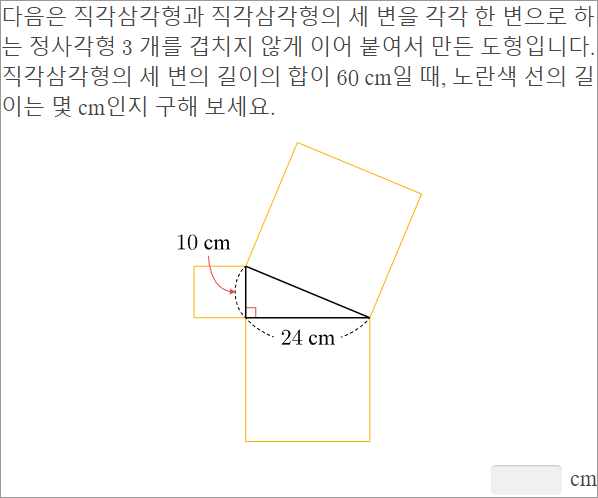 다음은 직각삼각형과 직각삼각형의 세 변을 각각 한 변으로 하
는 정사각형 3 개를 겹치지 않게 이어 붙여서 만든 도형입니다.
직각삼각형의 세 변의 길이의 합이 60 cm일 때, 노란색 선의 길
이는 몇 cm인지 구해 보세요.
10 cm
24 cm
cm